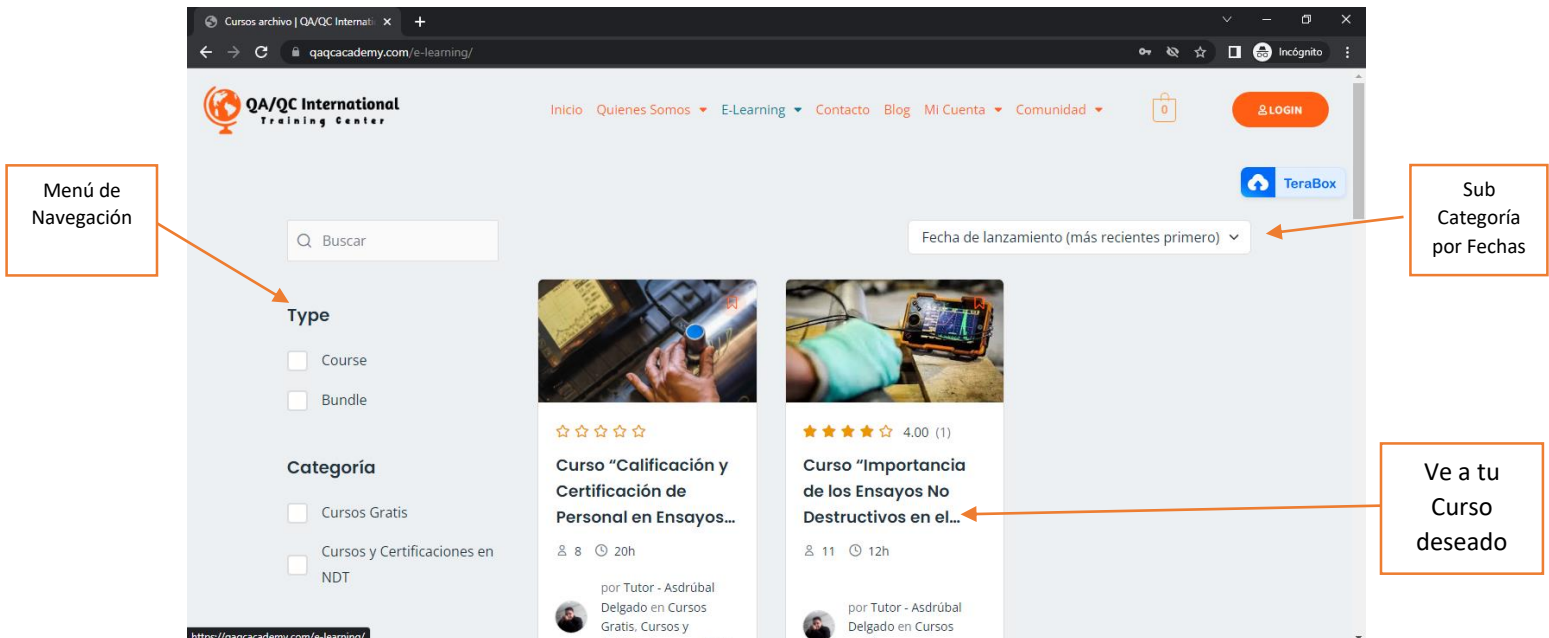 Cursos archivo | QA/QC Internati
qaqcacademy.com/e-learning/
Incógnito
QA/QC International
Training Center
Inicio Quienes Somos E-Learning Contacto Blog Mi Cuenta Comunidad
0
LOGIN
TeraBox
Menú de
Navegación
Sub
Categoría
por Fechas
Buscar
Fecha de lanzamiento (más recientes primero)
Type
Course
Bundle
Categoría
Cursos Gratis
Cursos y Certificaciones en
NDT
Curso “Calificación y
Certificación de
Personal en Ensayos...
8 20h
por Tutor - Asdrúbal
Delgado en Cursos
Gratis, Cursos y
4.00 (1)
Curso “Importancia
de los Ensayos No
Destructivos en el...
11 12h
por Tutor - Asdrúbal
Delgado en Cursos
Ve a tu
Curso
deseado
https://qaqcacademy.com/e-learning/